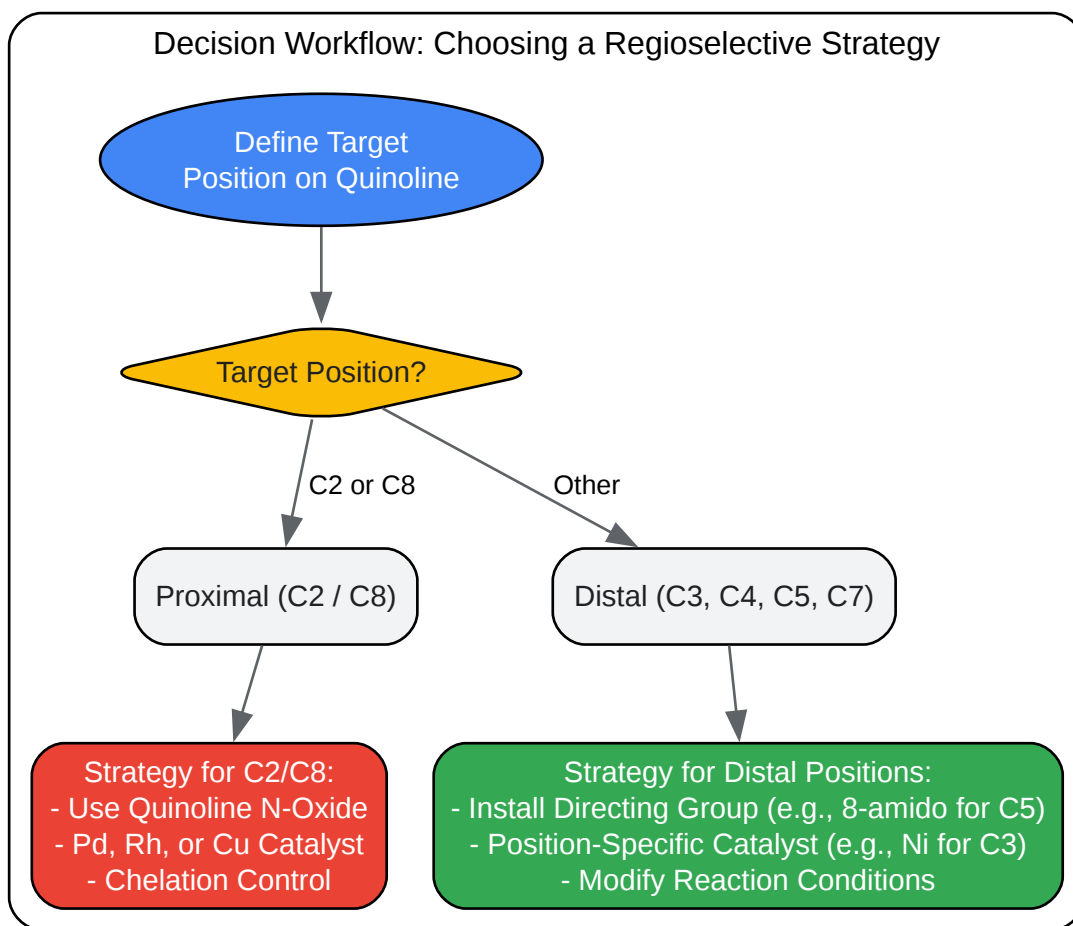 Decision Workflow: Choosing a Regioselective Strategy
Define Target
Position on Quinoline
Target Position?
C2 or C8
Other
Proximal (C2 / C8)
Distal (C3, C4, C5, C7)
Strategy for C2/C8:
- Use Quinoline N-Oxide
- Pd, Rh, or Cu Catalyst
- Chelation Control
Strategy for Distal Positions:
- Install Directing Group (e.g., 8-amido for C5)
- Position-Specific Catalyst (e.g., Ni for C3)
- Modify Reaction Conditions